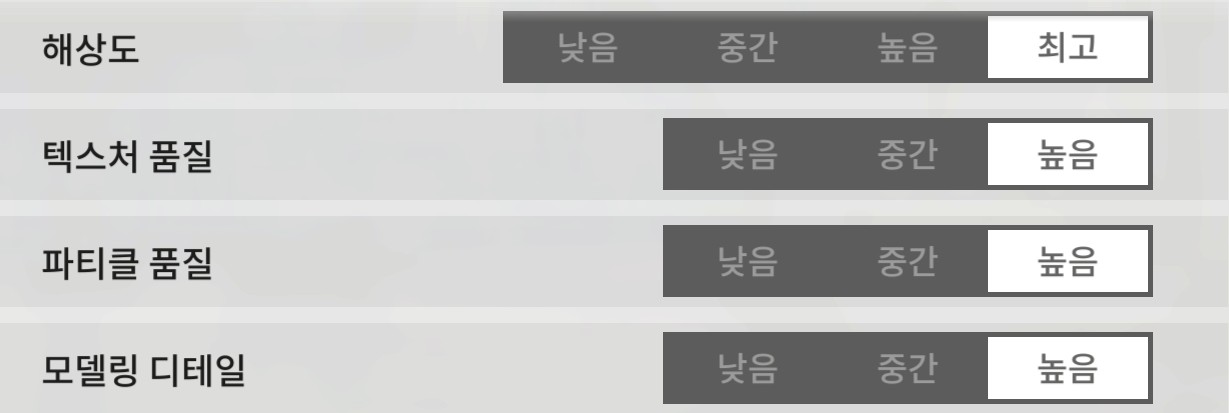 해상도 낮음 중간 높음 최고
텍스처 품질 낮음 중간 높음
파티클 품질 낮음 중간 높음
모델링 디테일 낮음 중간 높음